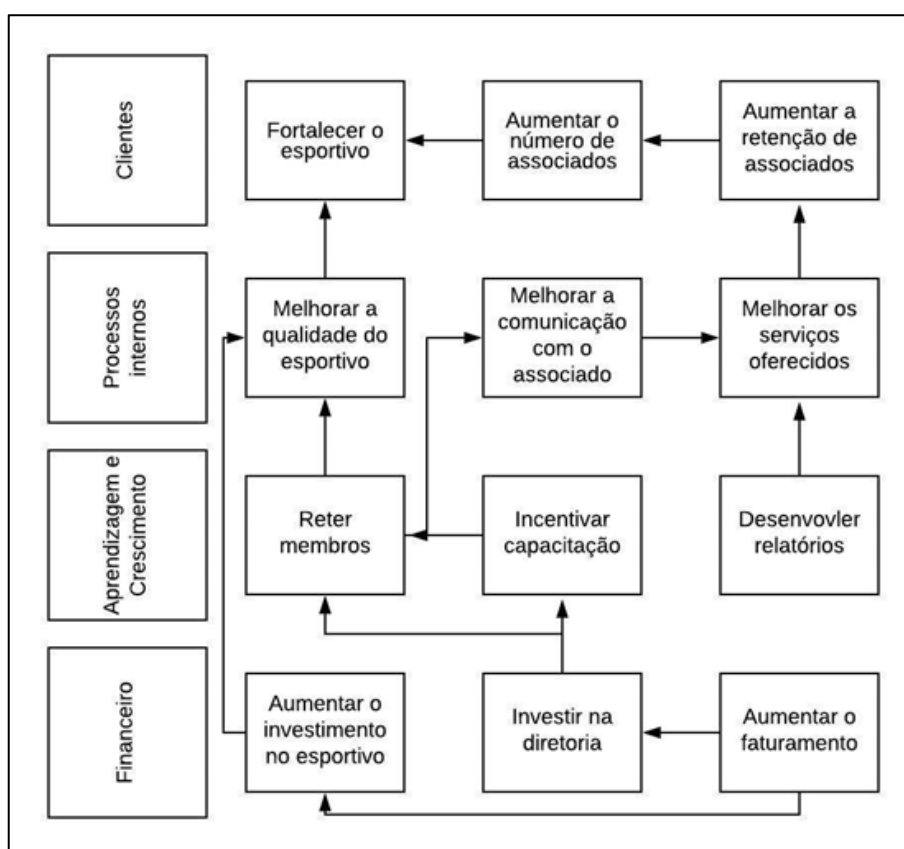 Clientes
Fortalecer o
esportivo
Aumentar o
número de
associados
Aumentar a
retenção de
associados
Processos
internos
Melhorar a
qualidade do
esportivo
Melhorar a
comunicação
com o
associado
Melhorar os
serviços
oferecidos
Aprendizagem e
Crescimento
Reter
membros
Incentivar
capacitação
Desenvovler
relatórios
Financeiro
Aumentar o
investimento
no esportivo
Investir na
diretoria
Aumentar o
faturamento